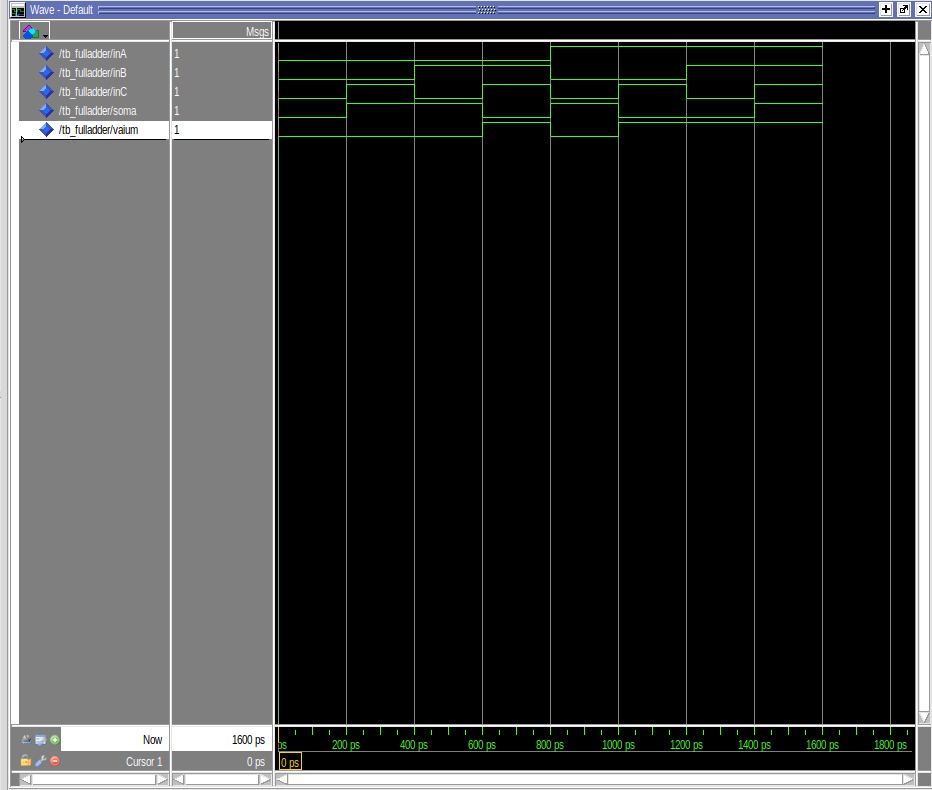 Wave - Default
Msgs
/tb_fulladder/inA 1
/tb_fulladder/inB 1
/tb_fulladder/inC 1
/tb_fulladder/soma 1
/tb_fulladder/vaium 1
Now 1600 ps
ps 200 ps 400 ps 600 ps 800 ps 1000 ps 1200 ps 1400 ps 1600 ps 1800 ps
Cursor 1 0 ps
0 ps